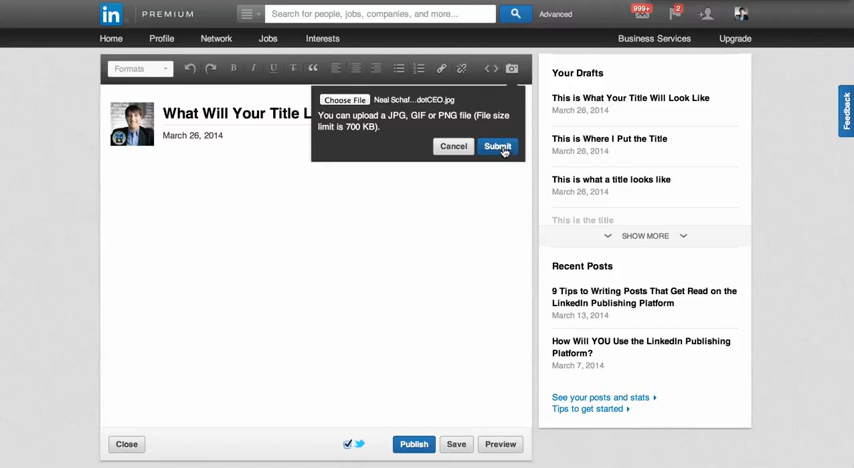 in PREMIUM
Search for people, jobs, companies, and more...
Advanced
999+
2
Home Profile Network Jobs Interests Business Services Upgrade
Formats
B I U T
Choose File Neal Schaf...dotCEO.jpg
You can upload a JPG, GIF or PNG file (File size
limit is 700 KB).
Cancel Submit
What Will Your Title L
March 26, 2014
Your Drafts
This is What Your Title Will Look Like
March 26, 2014
This is Where I Put the Title
March 26, 2014
This is what a title looks like
March 26, 2014
This is the title
SHOW MORE
Recent Posts
9 Tips to Writing Posts That Get Read on the
LinkedIn Publishing Platform
March 13, 2014
How Will YOU Use the LinkedIn Publishing
Platform?
March 7, 2014
See your posts and stats
Tips to get started
Feedback
Close Publish Save Preview